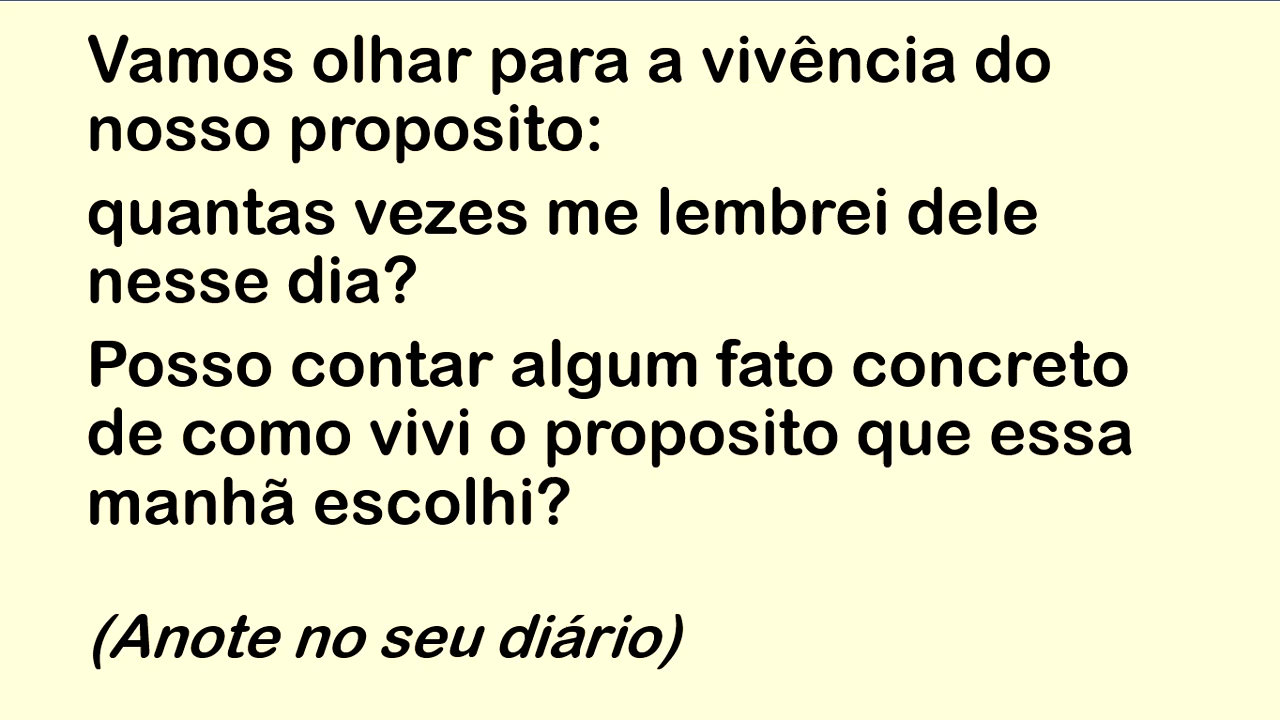 Vamos olhar para a vivência do
nosso proposito:
quantas vezes me lembrei dele
nesse dia?
Posso contar algum fato concreto
de como vivi o proposito que essa
manhã escolhi?
(Anote no seu diário)